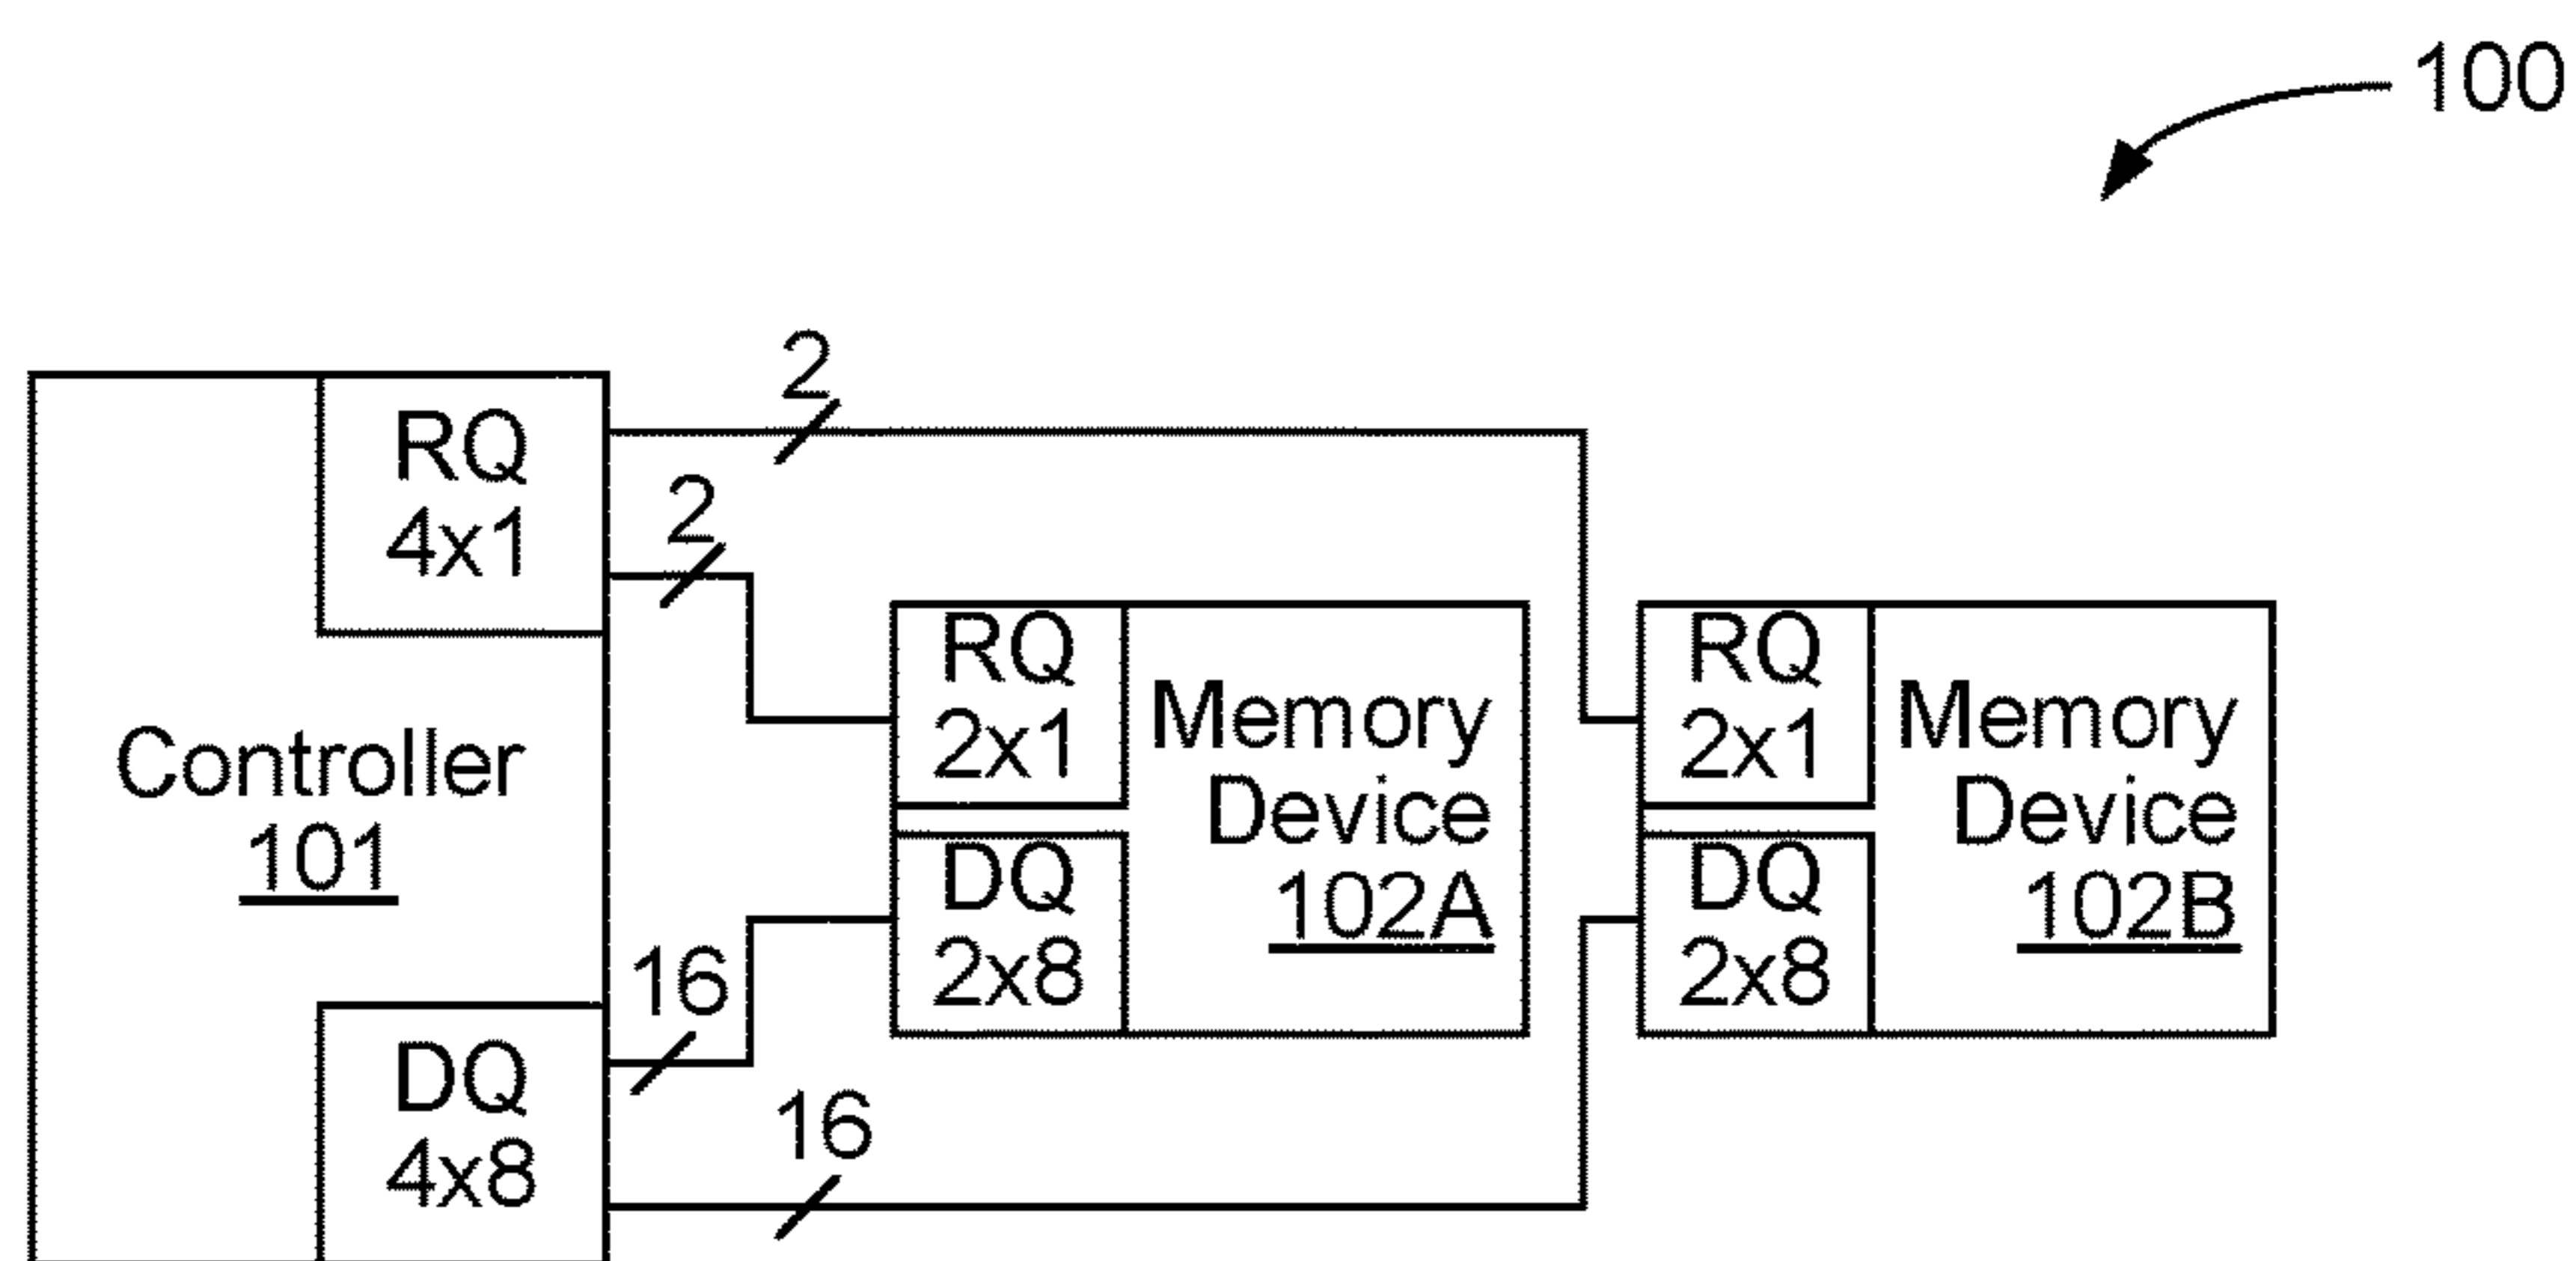 100
2
RQ
4x1
2
RQ
2x1
Memory
Device
102A
RQ
2x1
Memory
Device
102B
Controller
101
DQ
2x8
DQ
2x8
16
DQ
4x8
16